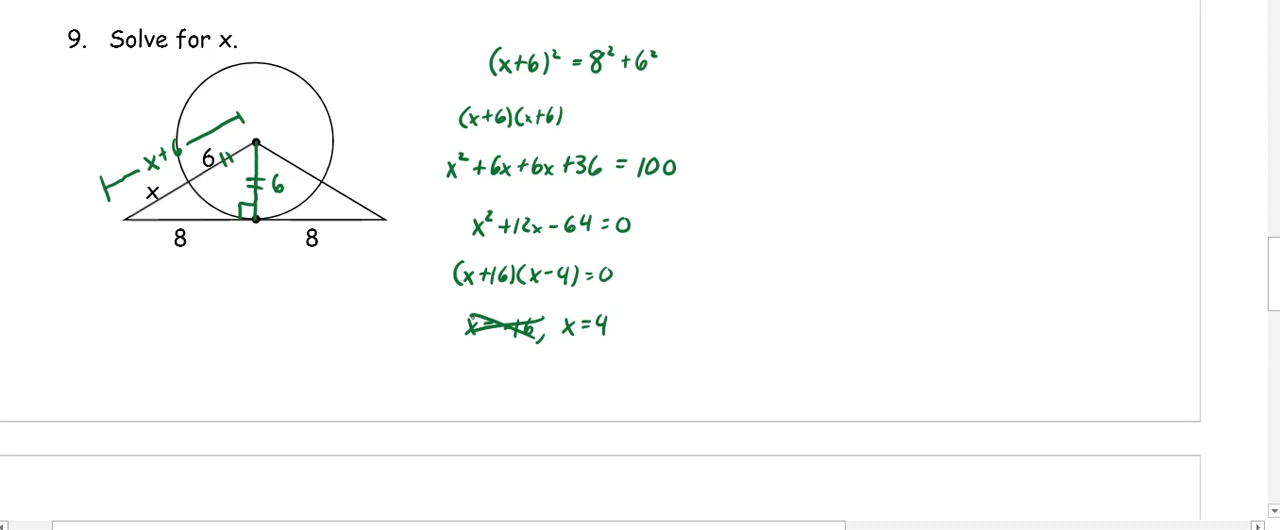 9. Solve for x.
(x+6)² = 8² + 6²
(x+6)(x+6)
x+6
6
x² + 6x + 6x + 36 = 100
x
6
8
8
x² + 12x - 64 = 0
(x+16)(x-4) = 0
x = -16, x = 4